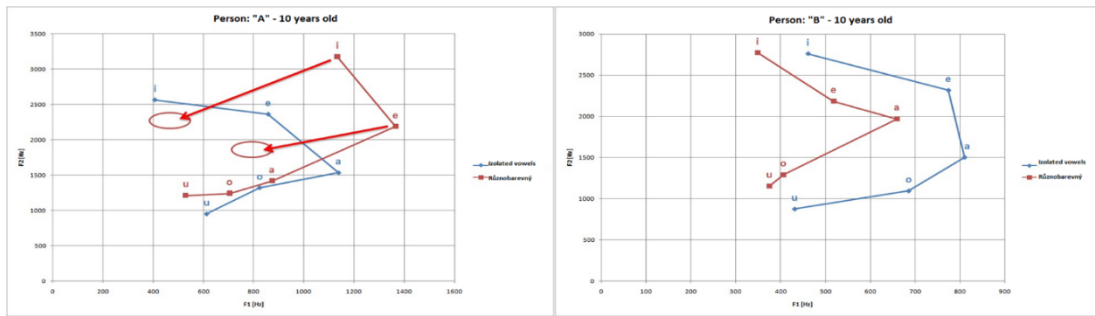 Person: "A" - 10 years old
3500
3000
2500
2000
1500
1000
500
0
F2 [Hz]
i
i
e
e
a
a
o
o
u
u
0
200
400
600
800
1000
1200
1400
1600
F1 [Hz]
Izolated vowels
Různobarevný
Person: "B" - 10 years old
3000
2500
2000
1500
1000
500
0
F2 [Hz]
i
i
e
e
a
a
o
o
u
u
0
100
200
300
400
500
600
700
800
900
F1 [Hz]
Izolated vowels
Různobarevný